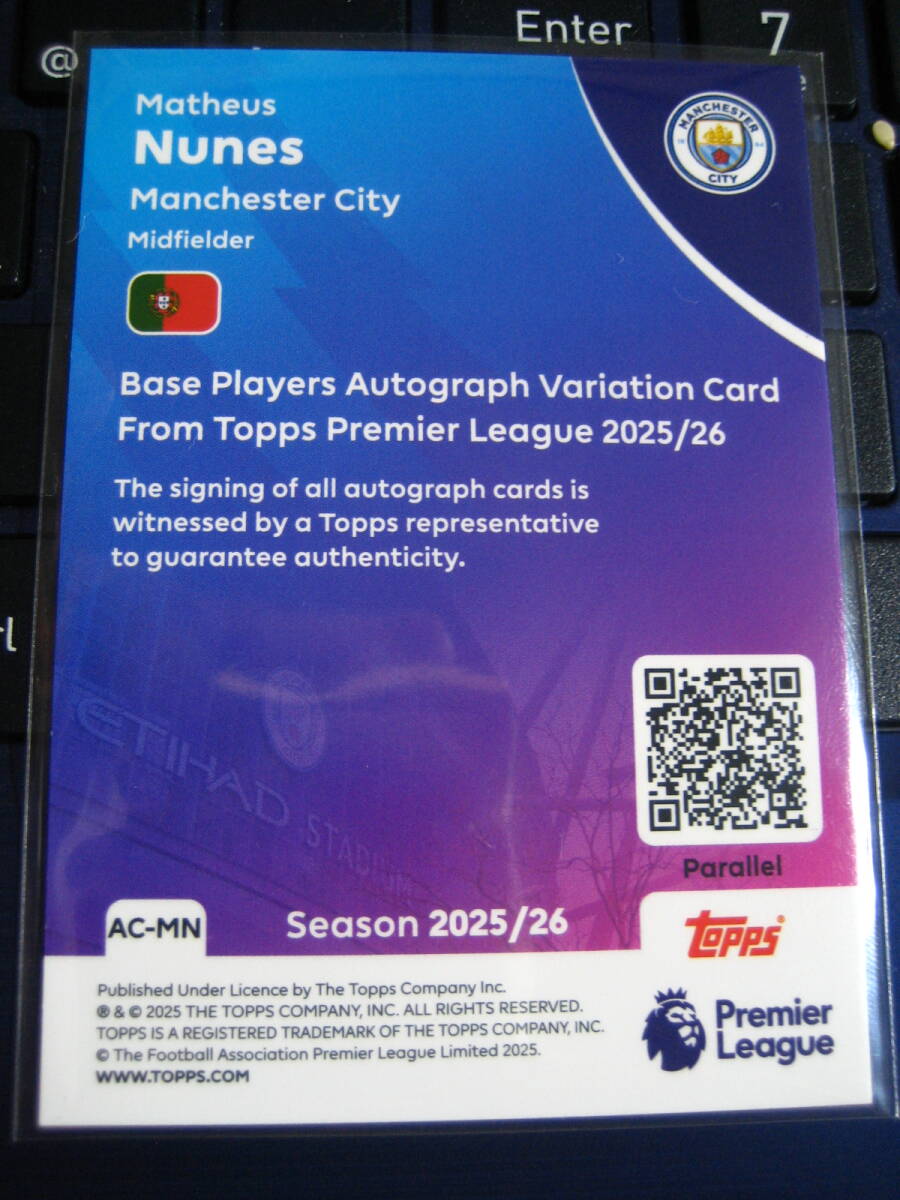 @
Enter
7
Matheus
Nunes
Manchester City
Midfielder
MANCHESTER
18 94
CITY
Base Players Autograph Variation Card
From Topps Premier League 2025/26
The signing of all autograph cards is
witnessed by a Topps representative
to guarantee authenticity.
ETIHAD STADIUM
Parallel
AC-MN
Season 2025/26
Topps®
Published Under Licence by The Topps Company Inc.
® & © 2025 THE TOPPS COMPANY, INC. ALL RIGHTS RESERVED.
TOPPS IS A REGISTERED TRADEMARK OF THE TOPPS COMPANY, INC.
© The Football Association Premier League Limited 2025.
WWW.TOPPS.COM
Premier
League